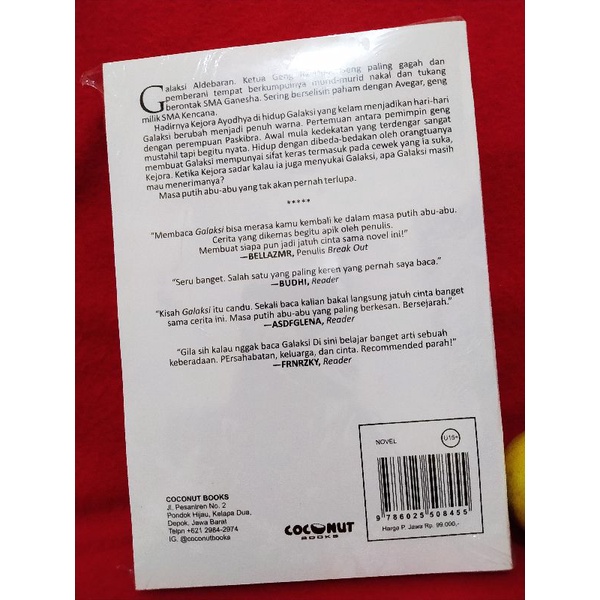 Galaksi Aldebaran. Ketua Geng paling gagah dan
pemberani tempat berkumpulnya murid-murid nakal dan tukang
berontak SMA Ganesha. Sering berselisih paham dengan Avegar, geng
milik SMA Kencana.
Hadirnya Kejora Ayodhya di hidup Galaksi yang kelam menjadikan hari-hari
Galaksi berubah menjadi penuh warna. Pertemuan antara pemimpin geng
dengan perempuan Paskibra. Awal mula kedekatan yang terdengar sangat
mustahil tapi begitu nyata. Hidup dengan dibeda-bedakan oleh orangtuanya
membuat Galaksi mempunyai sifat keras termasuk pada cewek yang ia suka,
Kejora. Ketika Kejora sadar kalau ia juga menyukai Galaksi, apa Galaksi masih
mau menerimanya?
Masa putih abu-abu yang tak akan pernah terlupa.
*****
"Membaca Galaksi bisa merasa kamu kembali ke dalam masa putih abu-abu.
Cerita yang dikemas begitu apik oleh penulis.
Membuat siapa pun jadi jatuh cinta sama novel ini!"
—BELLAZMR, Penulis Break Out
"Seru banget. Salah satu yang paling keren yang pernah saya baca."
—BUDHI, Reader
"Kisah Galaksi itu candu. Sekali baca kalian bakal langsung jatuh cinta banget
sama cerita ini. Masa putih abu-abu yang paling berkesan. Bersejarah."
—ASDFGLENA, Reader
"Gila sih kalau nggak baca Galaksi Di sini belajar banget arti sebuah
keberadaan. PErsahabatan, keluarga, dan cinta. Recommended parah!"
—FRNRZKY, Reader
NOVEL
U15+
9 786025 508455
Harga P. Jawa Rp. 99.000,-
COCONUT BOOKS
Jl. Pesantren No. 2
Pondok Hijau, Kelapa Dua,
Depok, Jawa Barat
Telpn +621 2984-2974
IG. @coconutbooka
COCONUT
BOOKS